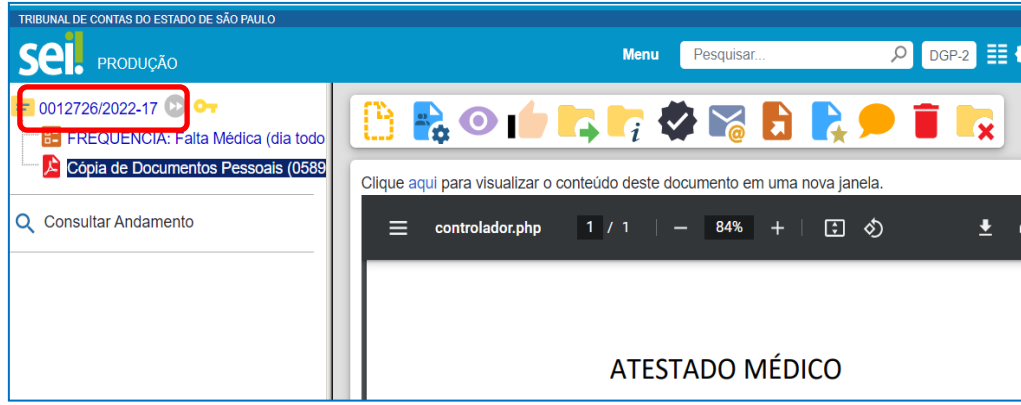 TRIBUNAL DE CONTAS DO ESTADO DE SÃO PAULO
sei! PRODUÇÃO
Menu Pesquisar... DGP-2
0012726/2022-17
FREQUÊNCIA: Falta Médica (dia todo
Cópia de Documentos Pessoais (0589
Consultar Andamento
Clique aqui para visualizar o conteúdo deste documento em uma nova janela.
controlador.php 1 / 1 84%
ATESTADO MÉDICO